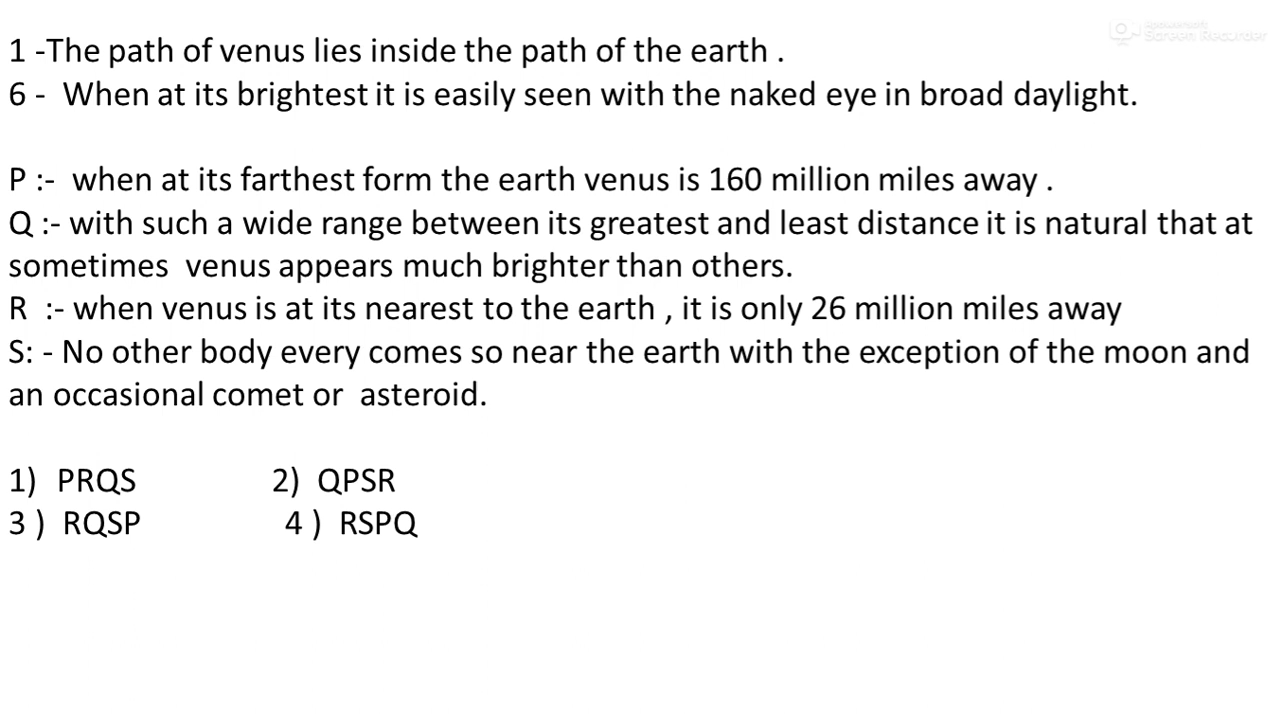 Apowersoft
Screen Recorder
1 -The path of venus lies inside the path of the earth .
6 -  When at its brightest it is easily seen with the naked eye in broad daylight.
P :-  when at its farthest form the earth venus is 160 million miles away .
Q :- with such a wide range between its greatest and least distance it is natural that at
sometimes  venus appears much brighter than others.
R  :- when venus is at its nearest to the earth , it is only 26 million miles away
S: - No other body every comes so near the earth with the exception of the moon and
an occasional comet or  asteroid.
1)  PRQS            2)  QPSR
3 )  RQSP            4 )  RSPQ